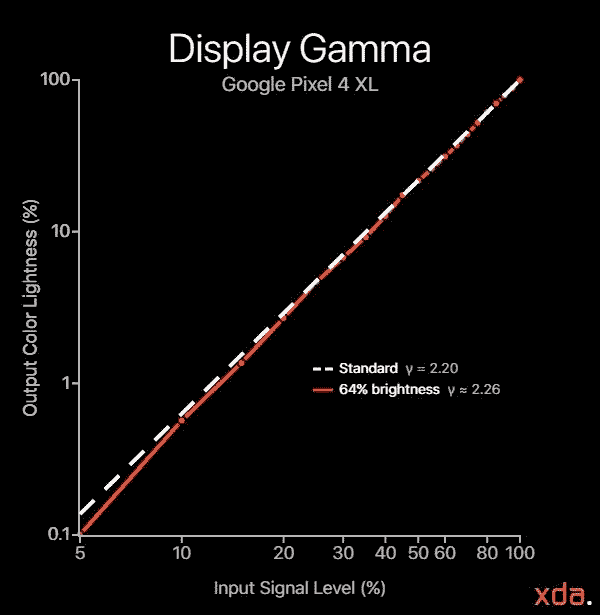 Display Gamma
Google Pixel 4 XL
100
10
1
0.1
Output Color Lightness (%)
Standard γ = 2.20
64% brightness γ ≈ 2.26
5 10 20 30 40 50 60 80 100
Input Signal Level (%)
xda.